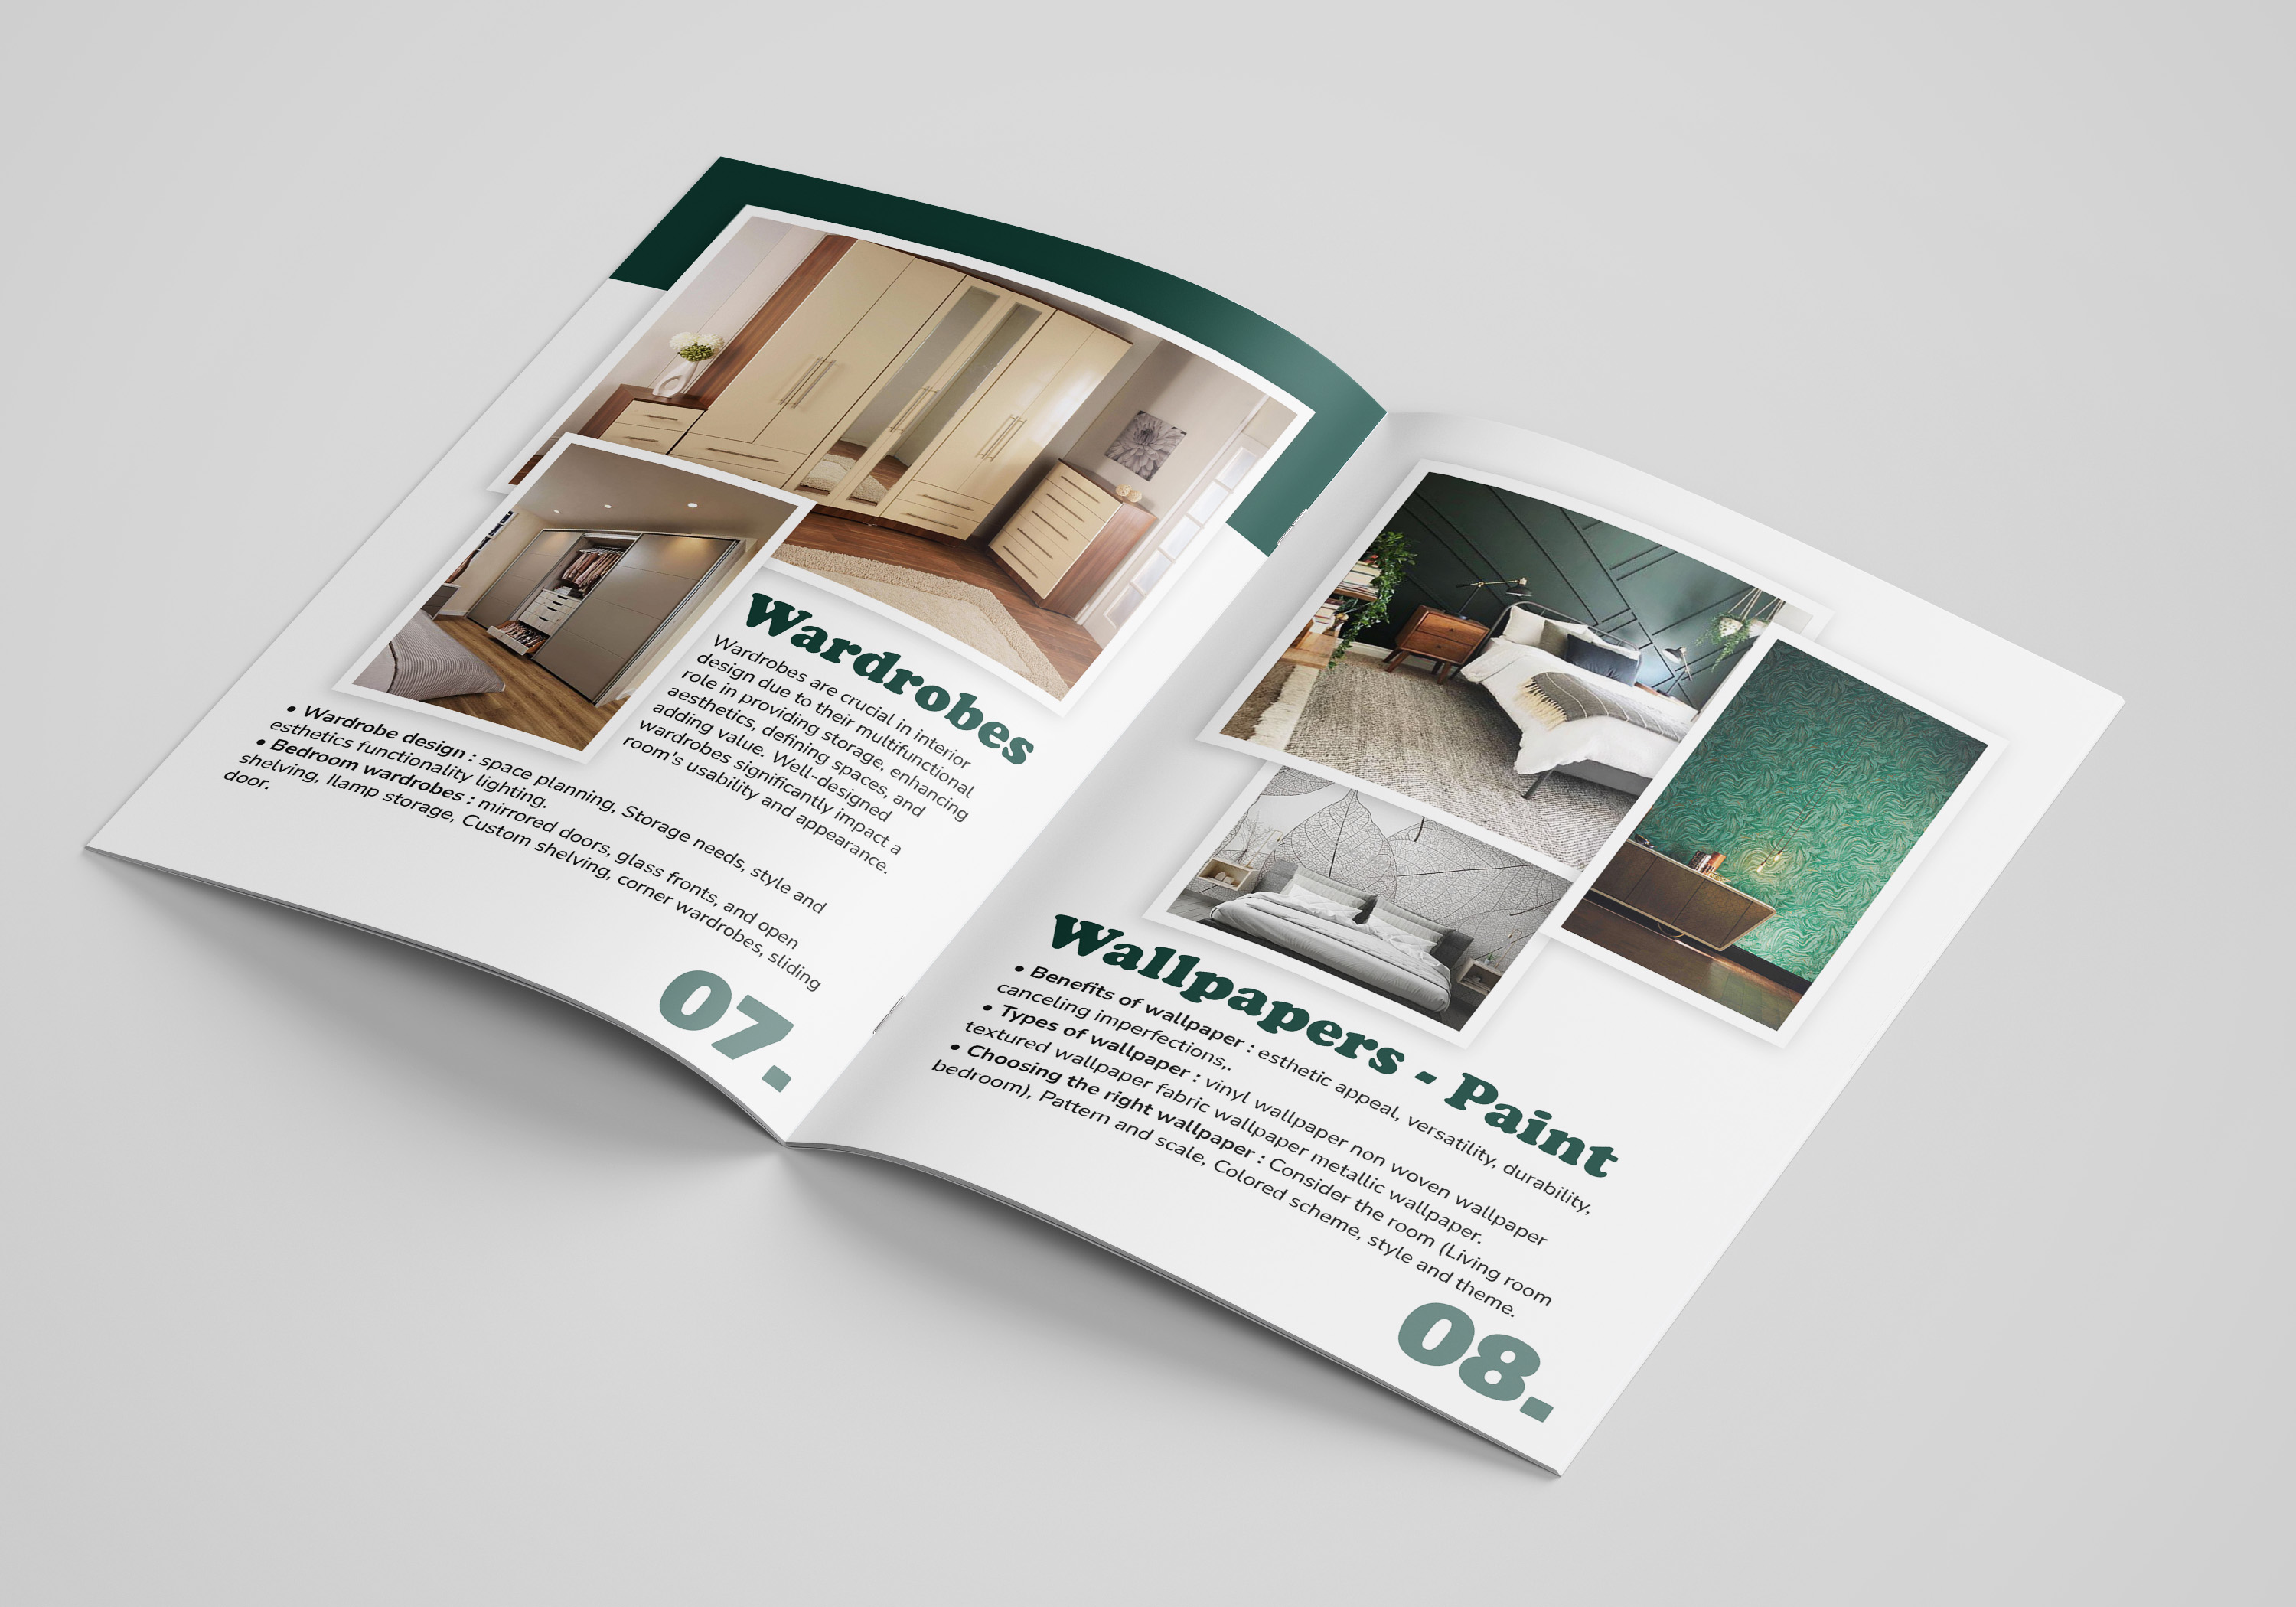 Wardrobes
Wardrobes are crucial in interior
design due to their multifunctional
role in providing storage, enhancing
aesthetics, defining spaces, and
adding value. Well-designed
wardrobes significantly impact a
room's usability and appearance.
• Wardrobe design : space planning, Storage needs, style and
esthetics functionality lighting.
• Bedroom wardrobes : mirrored doors, glass fronts, and open
shelving, Ilamp storage, Custom shelving, corner wardrobes, sliding
door.
07.
Wallpapers - Paint
• Benefits of wallpaper : esthetic appeal, versatility, durability,
canceling imperfections,.
• Types of wallpaper : vinyl wallpaper non woven wallpaper
textured wallpaper fabric wallpaper metallic wallpaper.
• Choosing the right wallpaper : Consider the room (Living room
bedroom), Pattern and scale, Colored scheme, style and theme.
08.